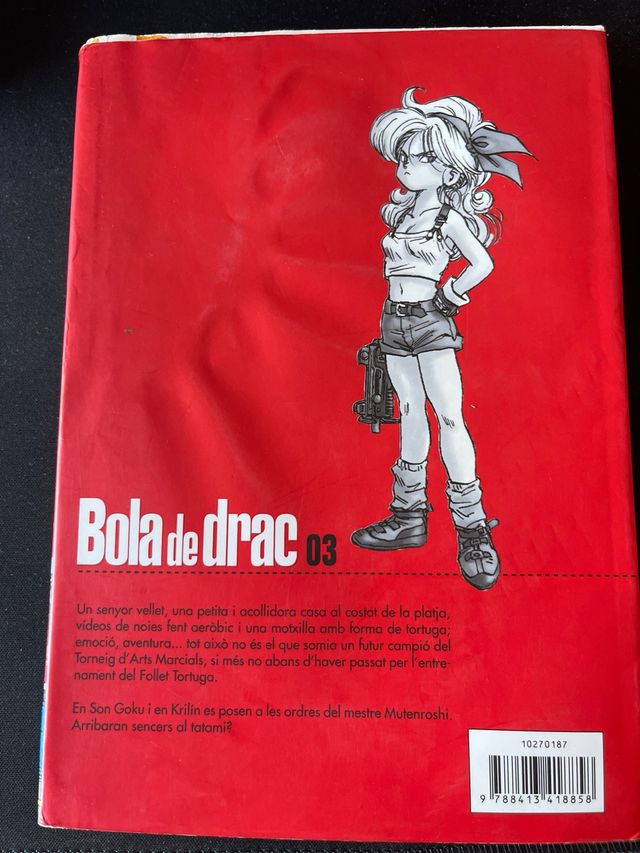 Bola de drac 03
Un senyor vellet, una petita i acollidora casa al costat de la platja,
vídeos de noies fent aeròbic i una motxilla amb forma de tortuga;
emoció, aventura... tot això no és el que somia un futur campió del
Torneig d'Arts Marcials, si més no abans d'haver passat per l'entre-
nament del Follet Tortuga.
En Son Goku i en Krilín es posen a les ordres del mestre Mutenroshi.
Arribaran sencers al tatami?
10270187
9 788413 418858